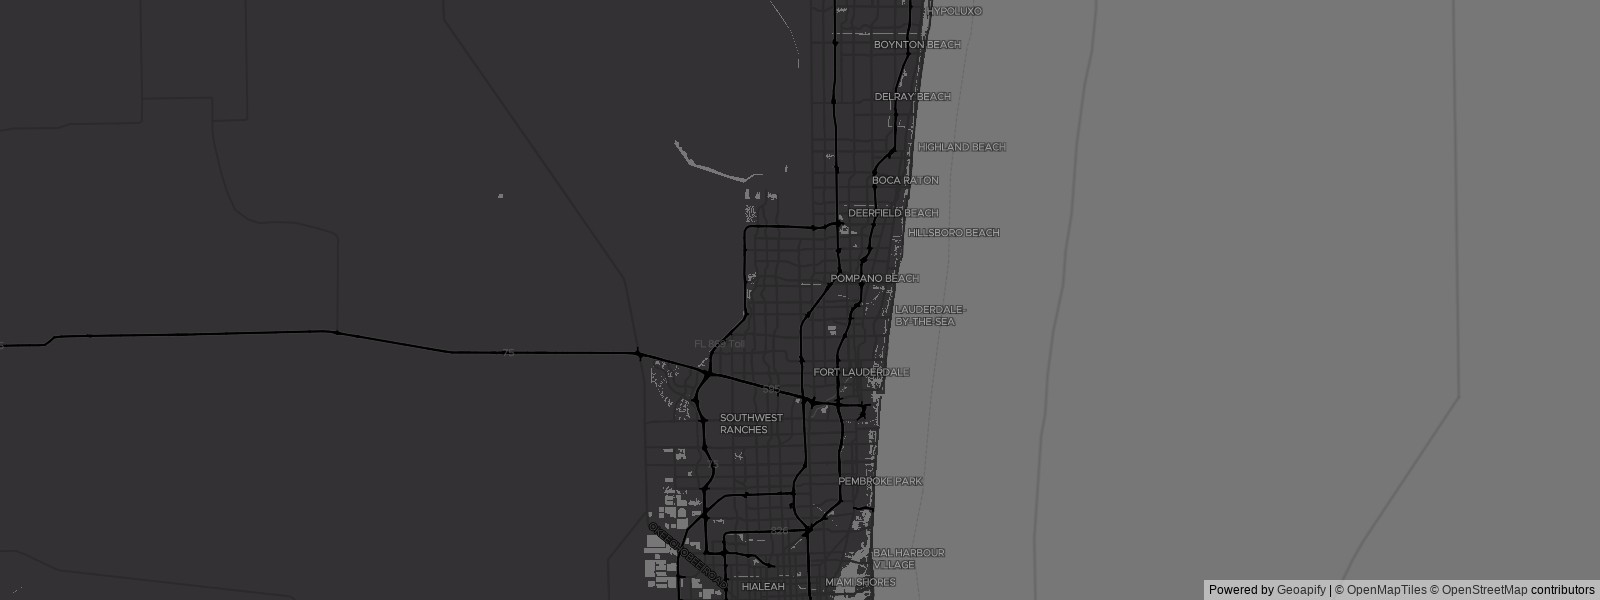 HYPOLUXO
BOYNTON BEACH
DELRAY BEACH
HIGHLAND BEACH
BOCA RATON
DEERFIELD BEACH
HILLSBORO BEACH
POMPANO BEACH
LAUDERDALE-
BY-THE-SEA
FL 869 Toll
75
FORT LAUDERDALE
595
SOUTHWEST
RANCHES
75
PEMBROKE PARK
826
BAL HARBOUR
VILLAGE
HIALEAH
MIAMI SHORES
Powered by Geoapify | © OpenMapTiles © OpenStreetMap contributors